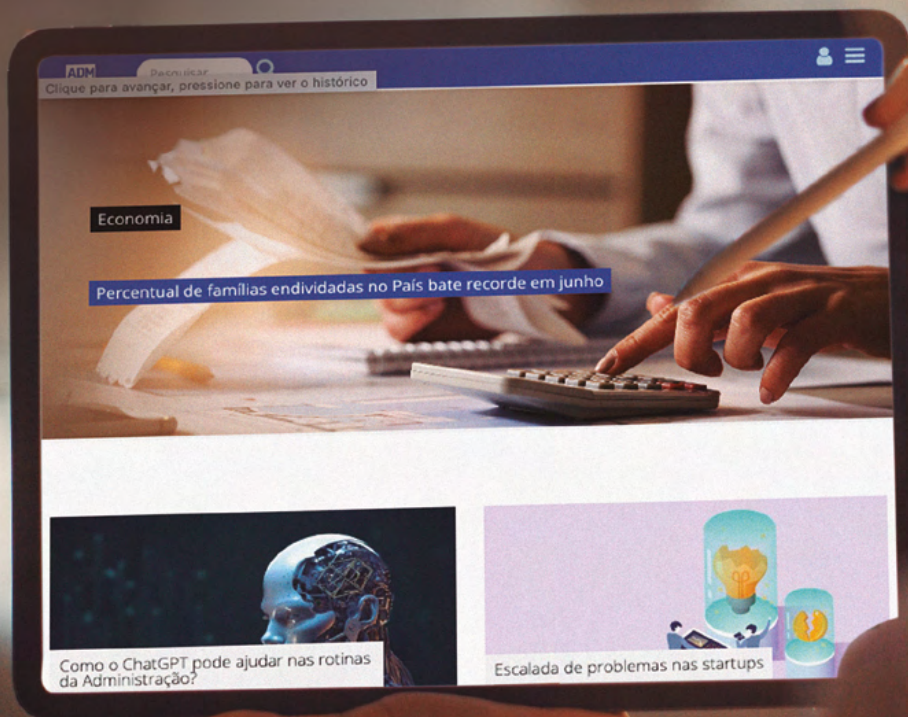 ADM
Pesquisar
Clique para avançar, pressione para ver o histórico
Economia
Percentual de famílias endividadas no País bate recorde em junho
Como o ChatGPT pode ajudar nas rotinas
da Administração?
Escalada de problemas nas startups